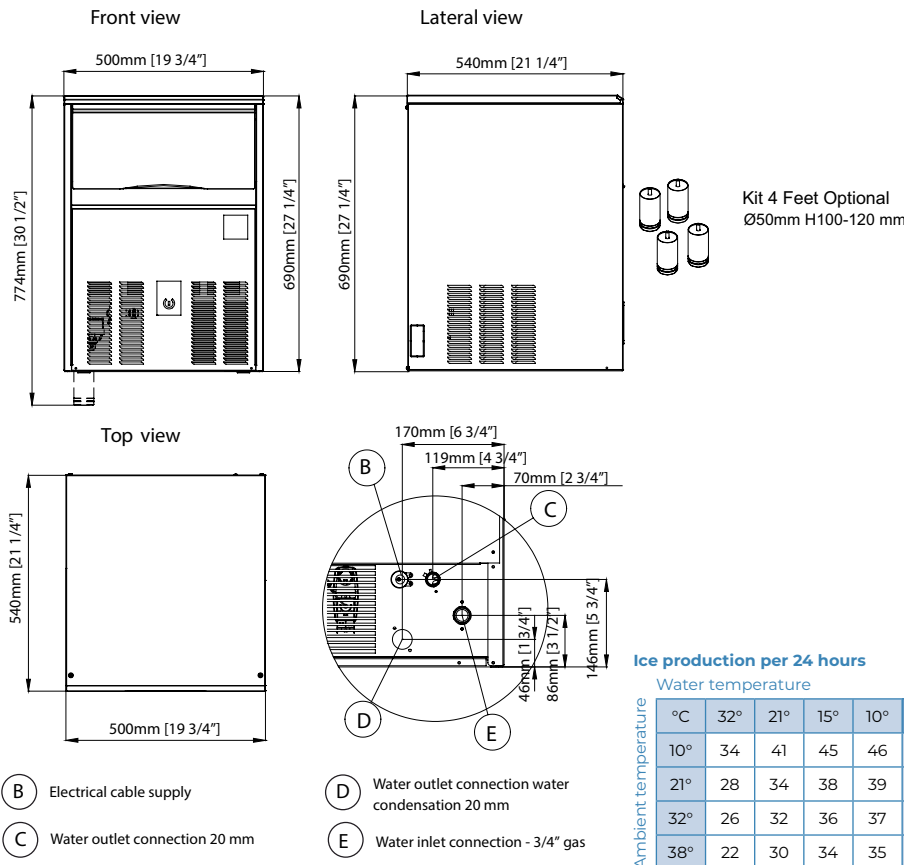 Front view
Lateral view
500mm [19 3/4″]
540mm [21 1/4″]
774mm [30 1/2″]
690mm [27 1/4″]
690mm [27 1/4″]
Kit 4 Feet Optional
Ø50mm H100-120 mm
Top view
170mm [6 3/4″]
119mm [4 3/4″]
70mm [2 3/4″]
B
C
540mm [21 1/4″]
46mm [1 3/4″]
86mm [3 1/2″]
146mm [5 3/4″]
500mm [19 3/4″]
D
E
B Electrical cable supply
C Water outlet connection 20 mm
D Water outlet connection water
condensation 20 mm
E Water inlet connection - 3/4″ gas
Ice production per 24 hours
Water temperature
Ambient temperature
°C 32° 21° 15° 10°
10° 34 41 45 46
21° 28 34 38 39
32° 26 32 36 37
38° 22 30 34 35